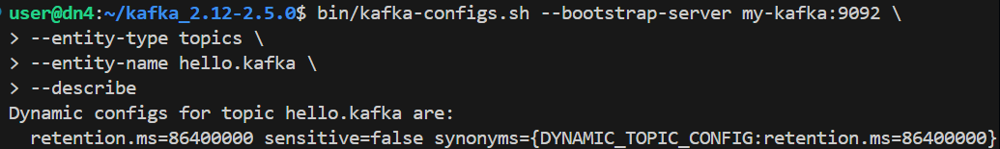 user@dn4:~/kafka_2.12-2.5.0$ bin/kafka-configs.sh --bootstrap-server my-kafka:9092 \
> --entity-type topics \
> --entity-name hello.kafka \
> --describe
Dynamic configs for topic hello.kafka are:
  retention.ms=86400000 sensitive=false synonyms={DYNAMIC_TOPIC_CONFIG:retention.ms=86400000}